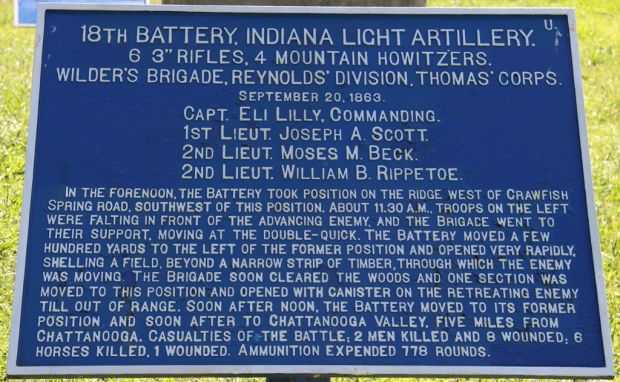 U.
18TH BATTERY, INDIANA LIGHT ARTILLERY.
6 3" RIFLES, 4 MOUNTAIN HOWITZERS.
WILDER'S BRIGADE, REYNOLDS' DIVISION, THOMAS' CORPS.
SEPTEMBER 20, 1863.
CAPT. ELI LILLY, COMMANDING.
1ST LIEUT. JOSEPH A. SCOTT.
2ND LIEUT. MOSES M. BECK.
2ND LIEUT. WILLIAM B. RIPPETOE.
IN THE FORENOON, THE BATTERY TOOK POSITION ON THE RIDGE WEST OF CRAWFISH
SPRING ROAD, SOUTHWEST OF THIS POSITION. ABOUT 11.30 A.M., TROOPS ON THE LEFT
WERE FALTING IN FRONT OF THE ADVANCING ENEMY, AND THE BRIGACE WENT TO
THEIR SUPPORT, MOVING AT THE DOUBLE-QUICK. THE BATTERY MOVED A FEW
HUNDRED YARDS TO THE LEFT OF THE FORMER POSITION AND OPENED VERY RAPIDLY,
SHELLING A FIELD, BEYOND A NARROW STRIP OF TIMBER, THROUGH WHICH THE ENEMY
WAS MOVING. THE BRIGADE SOON CLEARED THE WOODS AND ONE SECTION WAS
MOVED TO THIS POSITION AND OPENED WITH CANISTER ON THE RETREATING ENEMY
TILL OUT OF RANGE. SOON AFTER NOON, THE BATTERY MOVED TO ITS FORMER
POSITION AND SOON AFTER TO CHATTANOOGA VALLEY, FIVE MILES FROM
CHATTANOOGA. CASUALTIES OF THE BATTLE; 2 MEN KILLED AND 8 WOUNDED; 6
HORSES KILLED, 1 WOUNDED. AMMUNITION EXPENDED 778 ROUNDS.